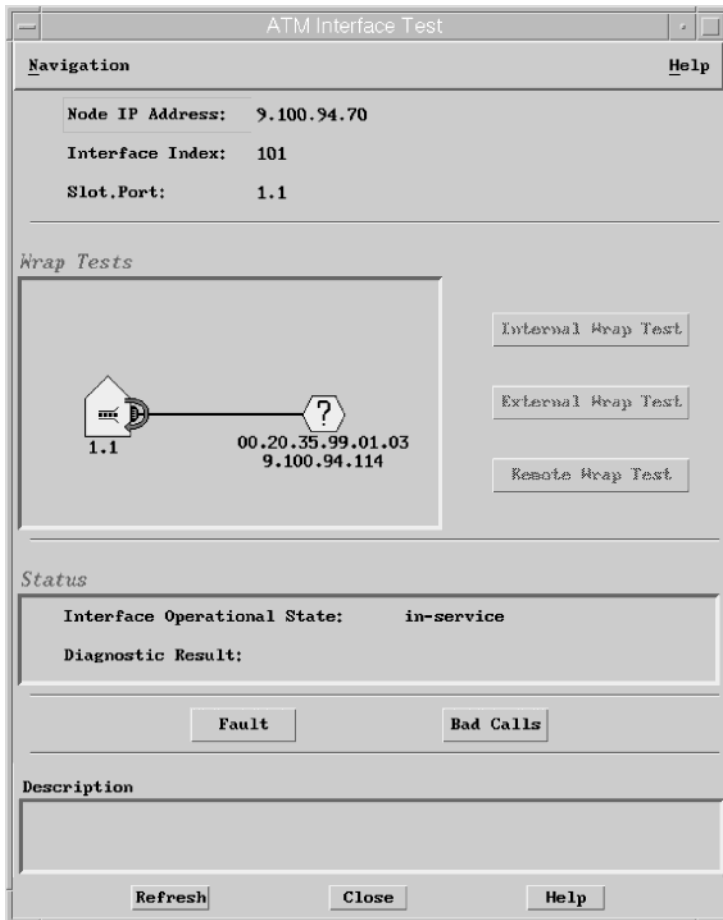 ATM Interface Test
Navigation Help
Node IP Address: 9.100.94.70
Interface Index: 101
Slot.Port: 1.1
Wrap Tests
Internal Wrap Test
External Wrap Test
Remote Wrap Test
?
1.1
00.20.35.99.01.03
9.100.94.114
Status
Interface Operational State: in-service
Diagnostic Result:
Fault Bad Calls
Description
Refresh Close Help